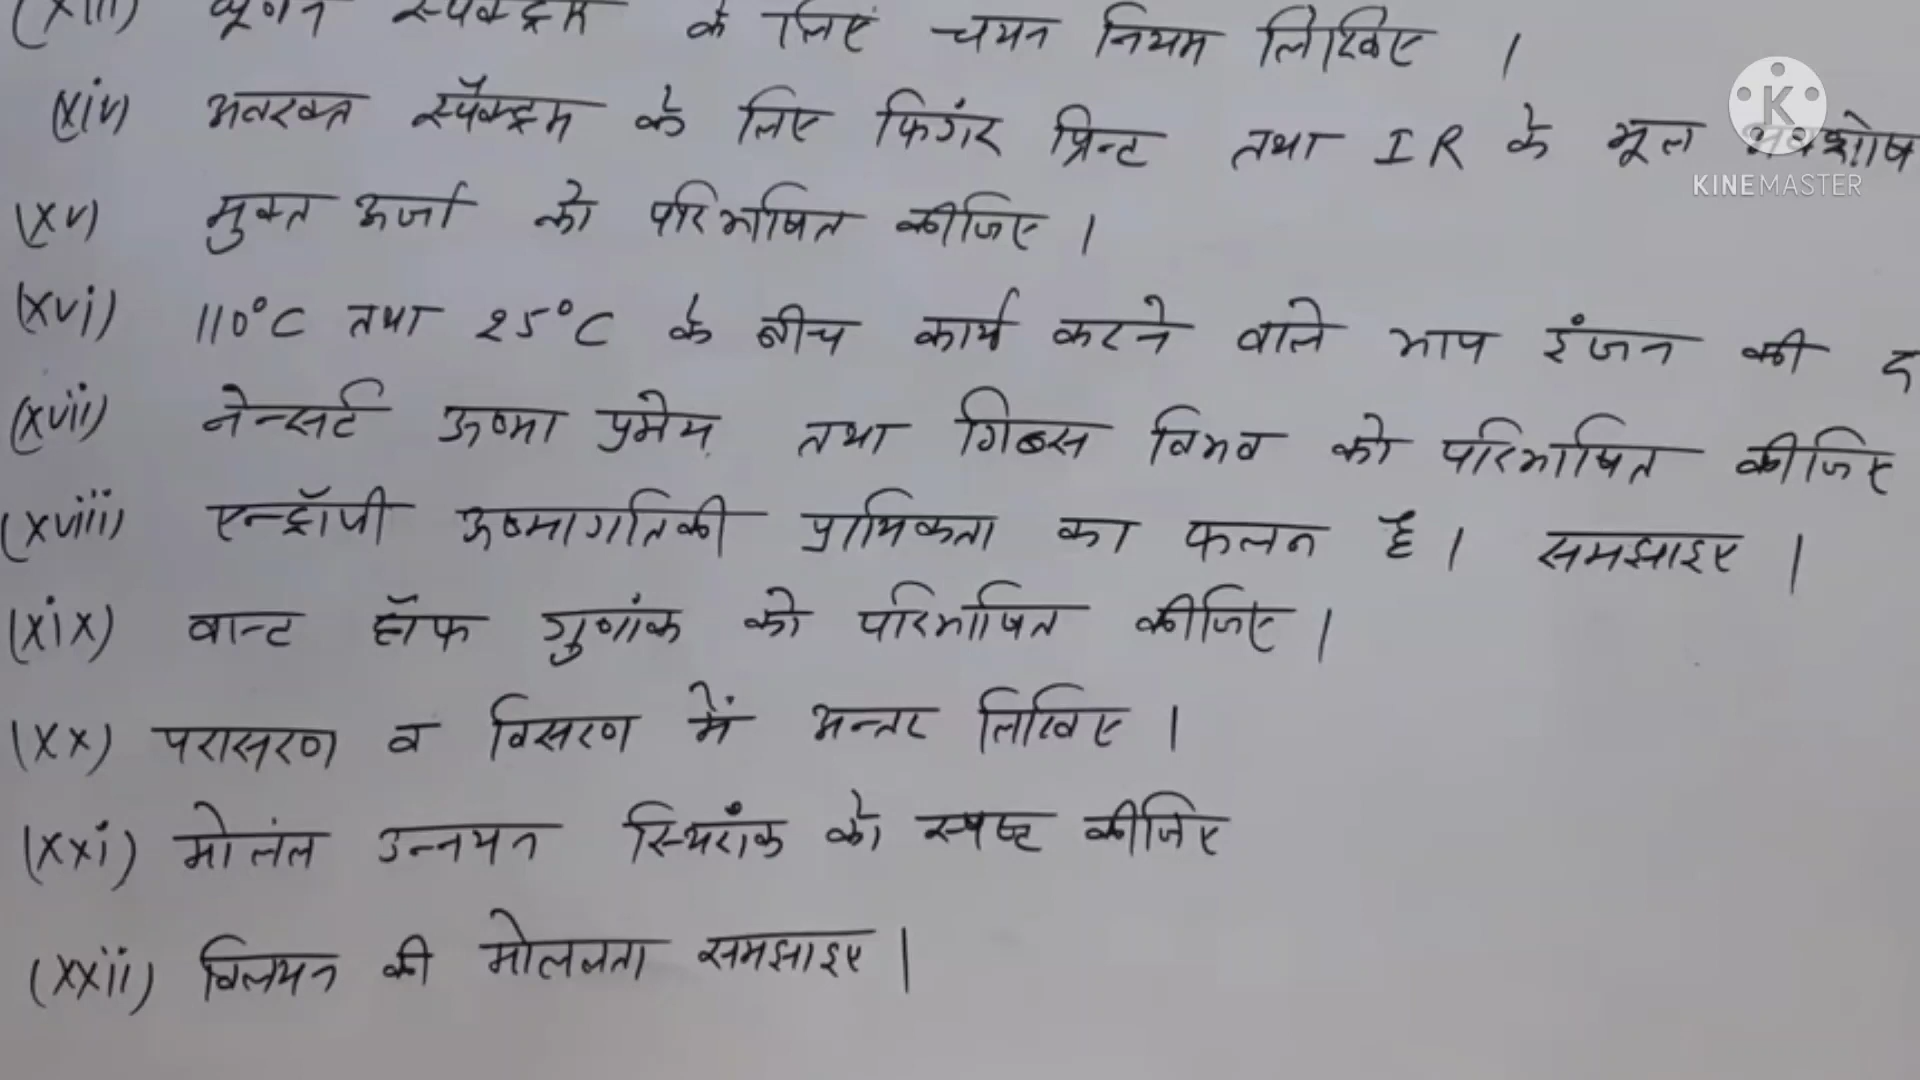 (xiii) घूर्णन स्पेक्ट्रम के लिए चयन नियम लिखिए ।
(xiv) अवरक्त स्पैक्ट्रम के लिए फिगंर प्रिन्ट तथा IR के मूल अवशोष
(xv) मुक्त ऊर्जा को परिभाषित कीजिए ।
(xvi) 110°C तथा 25°C के बीच कार्य करने वाले भाप इंजन की द
(xvii) नेन्सर्ट ऊष्मा प्रमेय तथा गिब्स विभव को परिभाषित कीजिए
(xviii) एन्ट्रॉपी ऊष्मागतिकी प्रायिकता का फलन है । समझाइए ।
(xix) वान्ट हॉफ गुणांक को परिभाषित कीजिए ।
(xx) परासरण व विसरण में अन्तर लिखिए ।
(xxi) मोलल उन्नयन स्थिरांक को स्पष्ट कीजिए
(xxii) विलयन की मोललता समझाइए ।
K
KINEMASTER